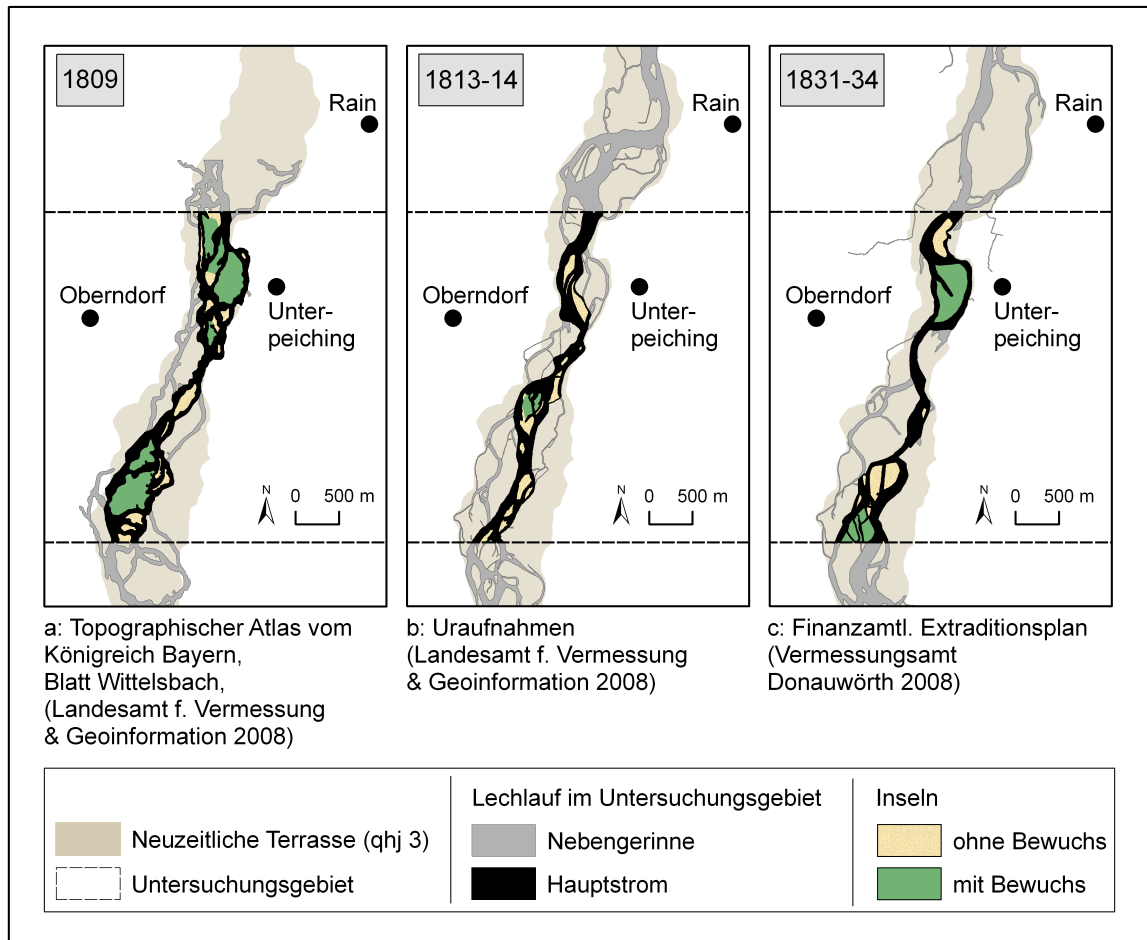 1809
Rain
Oberndorf
Unter-
peiching
N
0 500 m
a: Topographischer Atlas vom
Königreich Bayern,
Blatt Wittelsbach,
(Landesamt f. Vermessung
& Geoinformation 2008)
1813-14
Rain
Oberndorf
Unter-
peiching
N
0 500 m
b: Uraufnahmen
(Landesamt f. Vermessung
& Geoinformation 2008)
1831-34
Rain
Oberndorf
Unter-
peiching
N
0 500 m
c: Finanzamtl. Extraditionsplan
(Vermessungsamt
Donauwörth 2008)
Neuzeitliche Terrasse (qhj 3)
Untersuchungsgebiet
Lechlauf im Untersuchungsgebiet
Nebengerinne
Hauptstrom
Inseln
ohne Bewuchs
mit Bewuchs